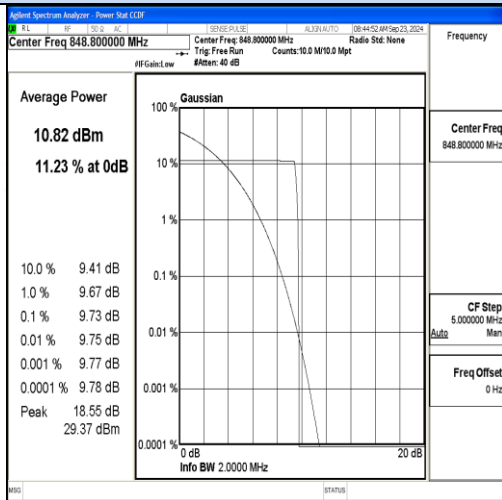 Agilent Spectrum Analyzer - Power Stat CCDF
RL RF 50 Ω AC SENSE:PULSE ALIGN AUTO 08:44:52 AM Sep 23, 2024
Center Freq 848.800000 MHz
Center Freq: 848.800000 MHz Radio Std: None
Trig: Free Run Counts:10.0 M/10.0 Mpt
#IFGain:Low #Atten: 40 dB
Frequency
Average Power
10.82 dBm
11.23 % at 0dB
10.0 % 9.41 dB
1.0 % 9.67 dB
0.1 % 9.73 dB
0.01 % 9.75 dB
0.001 % 9.77 dB
0.0001 % 9.78 dB
Peak 18.55 dB
29.37 dBm
Gaussian
100 %
10 %
1 %
0.1 %
0.01 %
0.001 %
0.0001 %
0 dB 20 dB
Info BW 2.0000 MHz
Center Freq
848.800000 MHz
CF Step
5.000000 MHz
Auto Man
Freq Offset
0 Hz
MSG STATUS